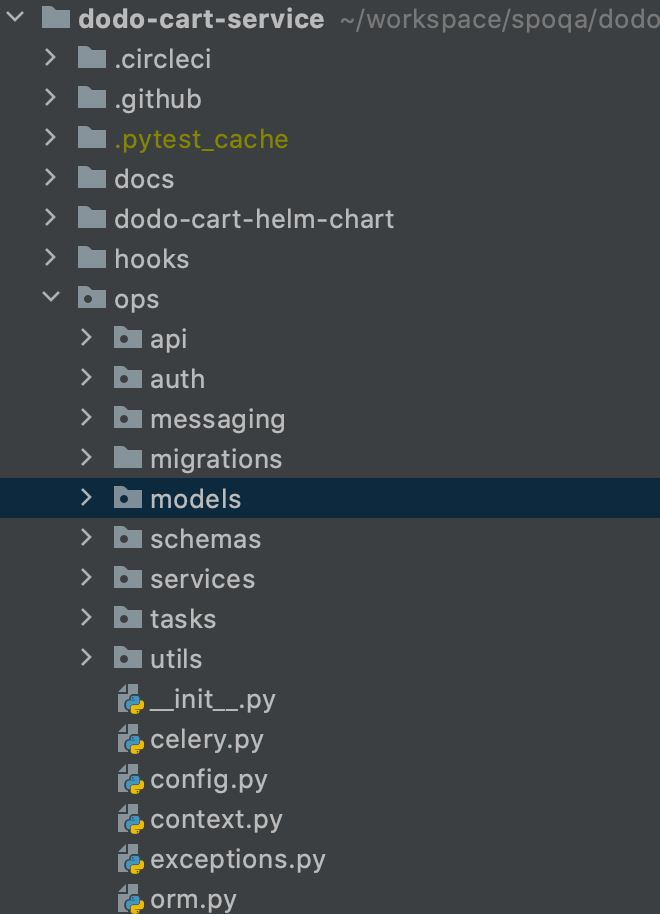 dodo-cart-service ~/workspace/spoqa/dodo
.circleci
.github
.pytest_cache
docs
dodo-cart-helm-chart
hooks
ops
api
auth
messaging
migrations
models
schemas
services
tasks
utils
__init__.py
celery.py
config.py
context.py
exceptions.py
orm.py